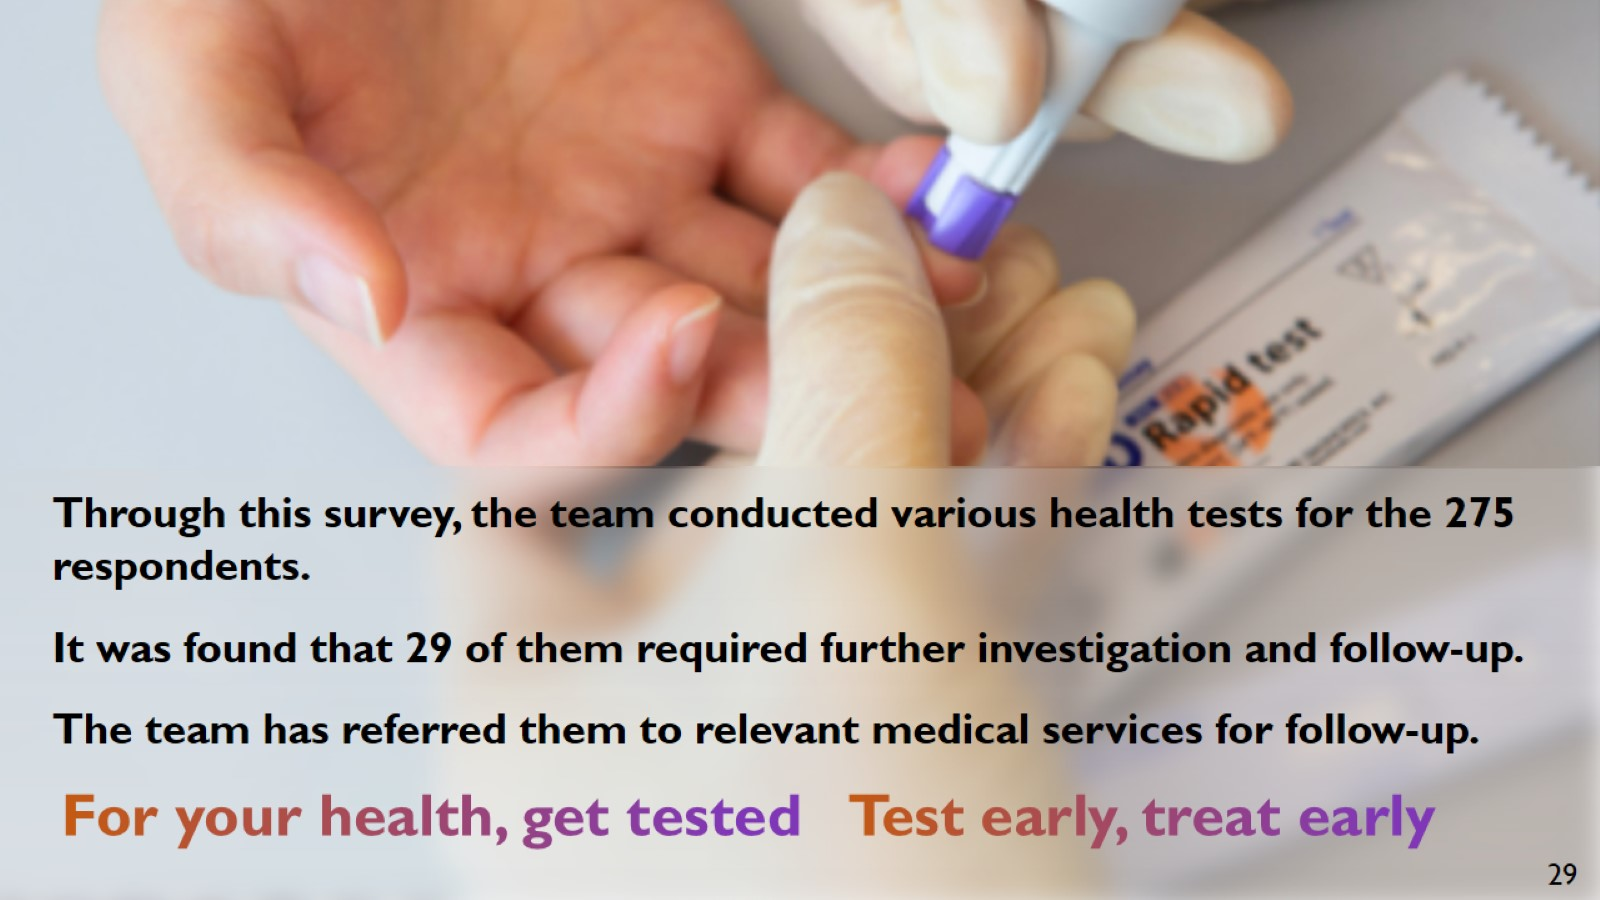 Rapid test
Through this survey, the team conducted various health tests for the 275
respondents.
It was found that 29 of them required further investigation and follow-up.
The team has referred them to relevant medical services for follow-up.
For your health, get tested Test early, treat early
29